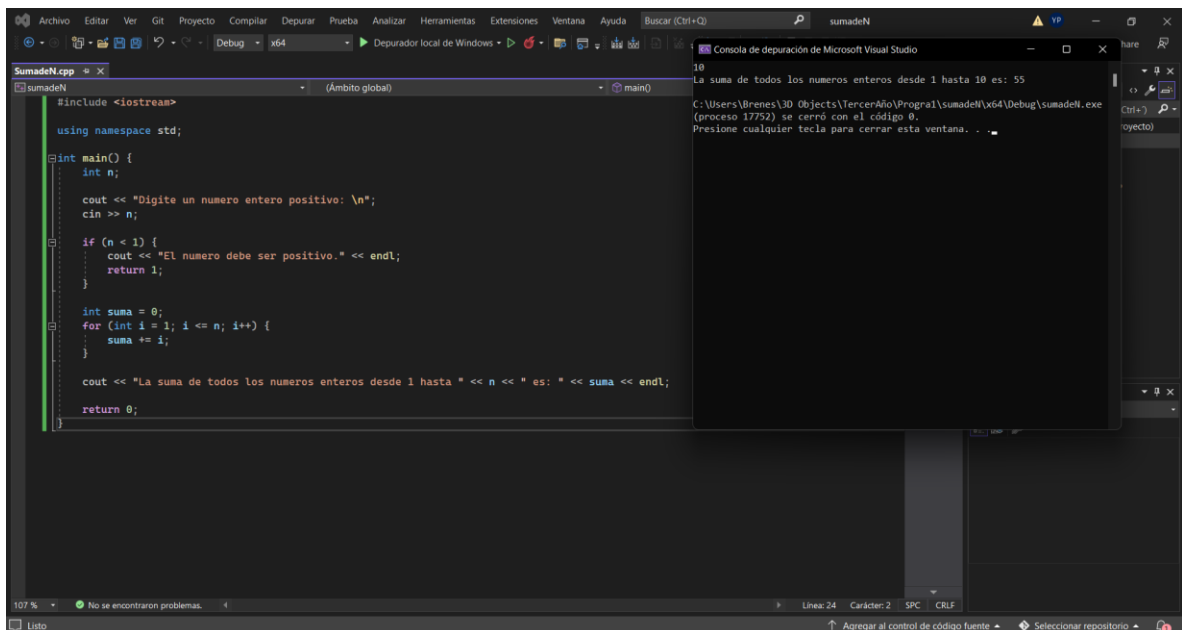 Archivo Editar Ver Git Proyecto Compilar Depurar Prueba Analizar Herramientas Extensiones Ventana Ayuda Buscar (Ctrl+Q) sumadeN YP
Debug x64 Depurador local de Windows hare
SumadeN.cpp
sumadeN (Ámbito global) main()
#include <iostream>
using namespace std;
int main() {
int n;
cout << "Digite un numero entero positivo: \n";
cin >> n;
if (n < 1) {
cout << "El numero debe ser positivo." << endl;
return 1;
}
int suma = 0;
for (int i = 1; i <= n; i++) {
suma += i;
}
cout << "La suma de todos los numeros enteros desde 1 hasta " << n << " es: " << suma << endl;
return 0;
}
Consola de depuración de Microsoft Visual Studio
10
La suma de todos los numeros enteros desde 1 hasta 10 es: 55
C:\Users\Brenes\3D Objects\TercerAño\Progra1\sumadeN\x64\Debug\sumadeN.exe
(proceso 17752) se cerró con el código 0.
Presione cualquier tecla para cerrar esta ventana. . .
Ctrl+')
royecto)
107 % No se encontraron problemas. Línea: 24 Carácter: 2 SPC CRLF
Listo Agregar al control de código fuente Seleccionar repositorio